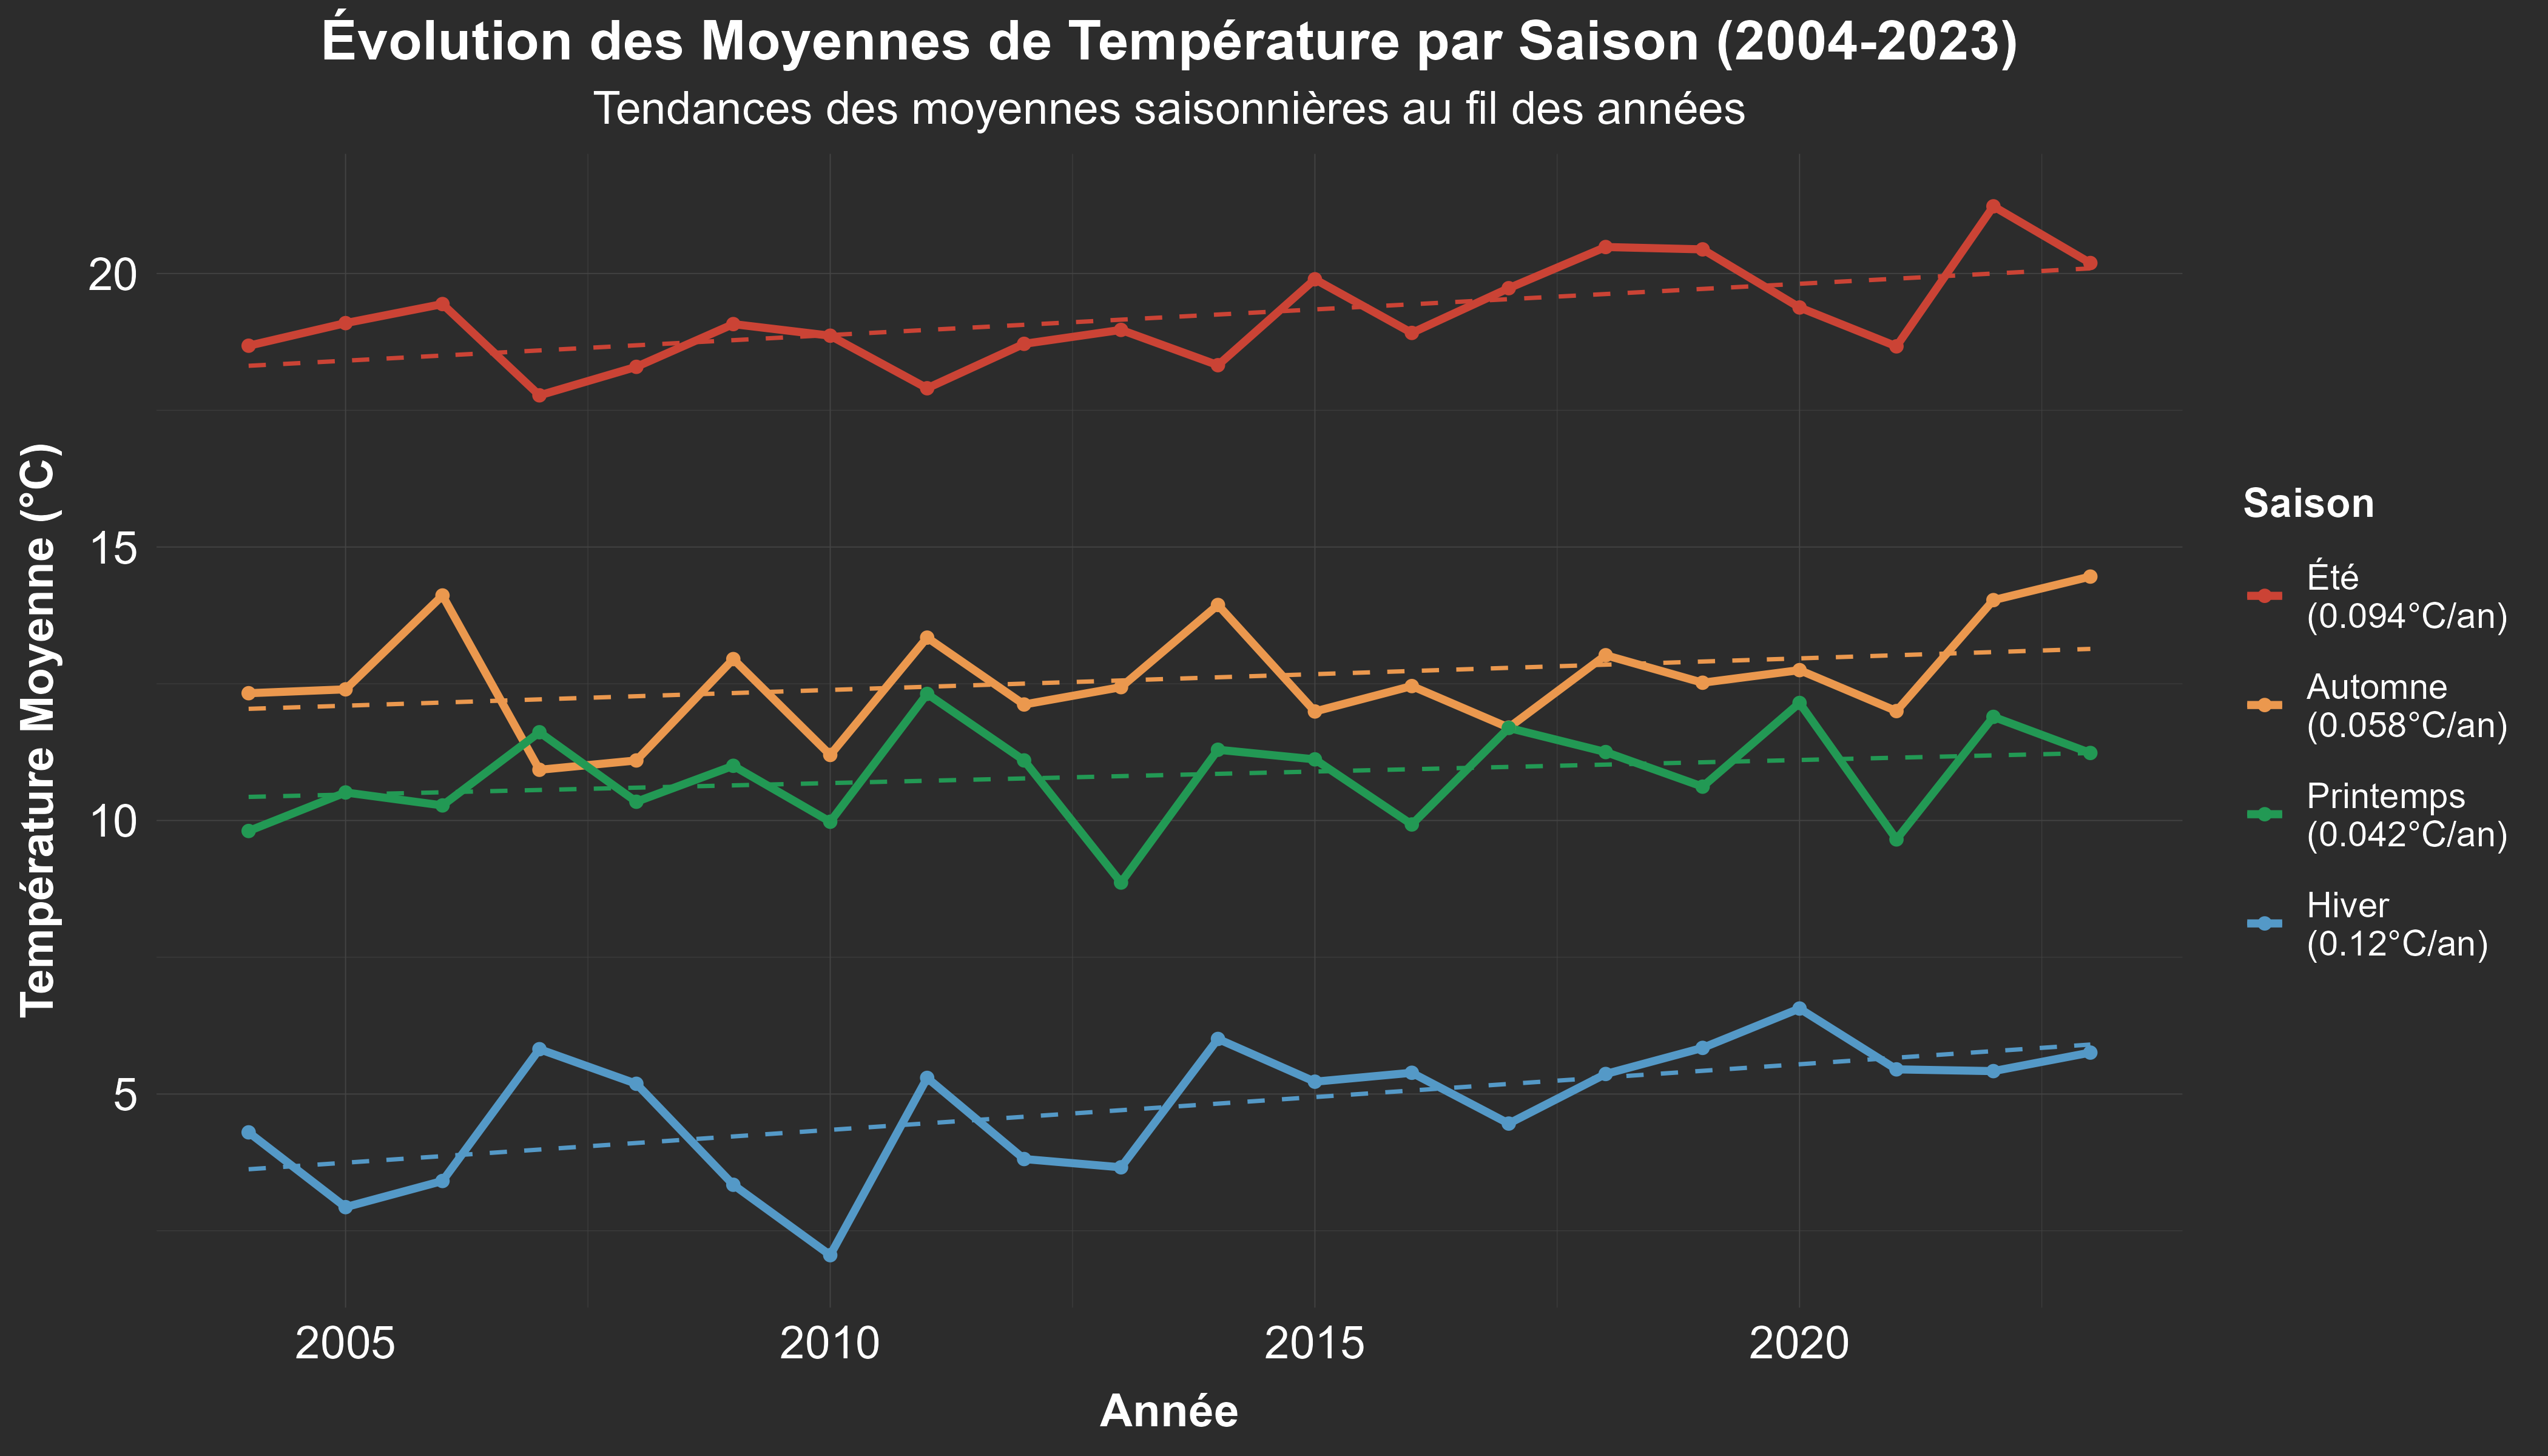 Évolution des Moyennes de Température par Saison (2004-2023)
Tendances des moyennes saisonnières au fil des années
Température Moyenne (°C)
20
15
10
5
2005
2010
2015
2020
Année
Saison
Été
(0.094°C/an)
Automne
(0.058°C/an)
Printemps
(0.042°C/an)
Hiver
(0.12°C/an)